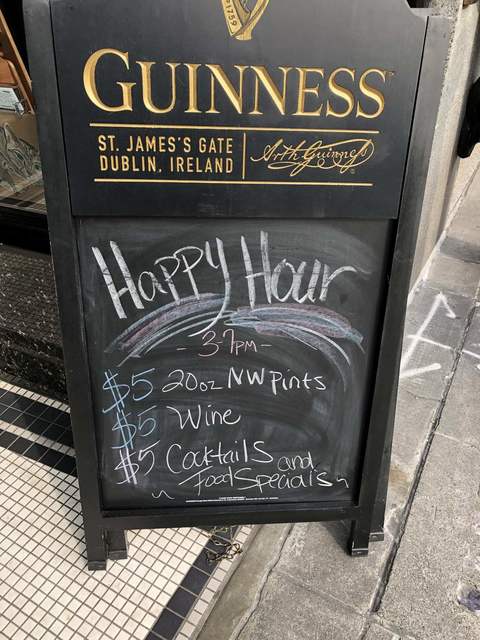 1759
GUINNESS
ST. JAMES'S GATE
DUBLIN, IRELAND
Arth Guinness
Happy Hour
- 3-7PM -
$5 20oz NW Pints
$5 Wine
$5 Cocktails and
Food Specials